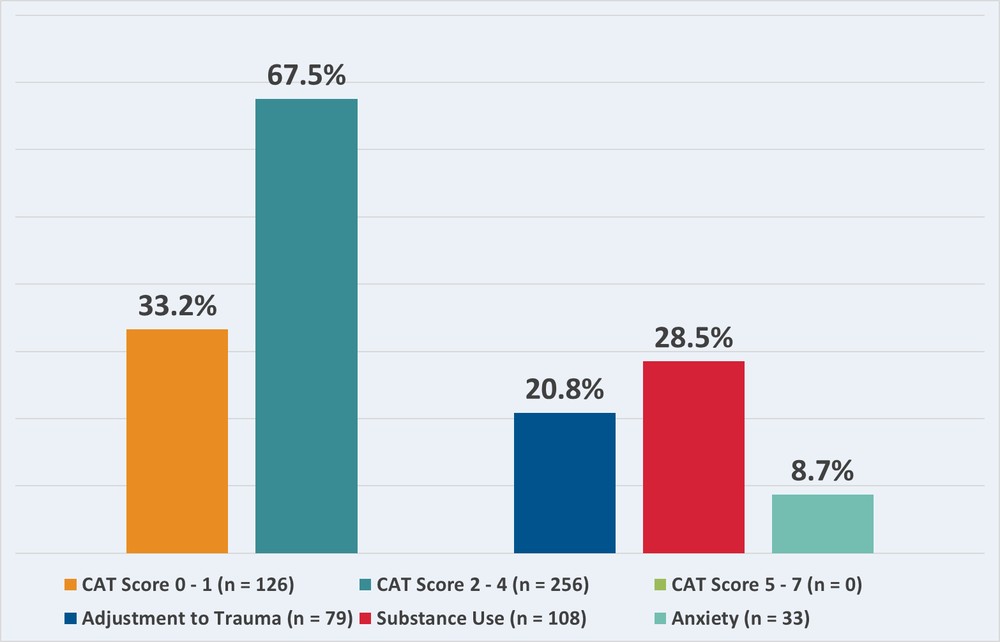 67.5%
33.2%
28.5%
20.8%
8.7%
CAT Score 0 - 1 (n = 126)
CAT Score 2 - 4 (n = 256)
CAT Score 5 - 7 (n = 0)
Adjustment to Trauma (n = 79)
Substance Use (n = 108)
Anxiety (n = 33)